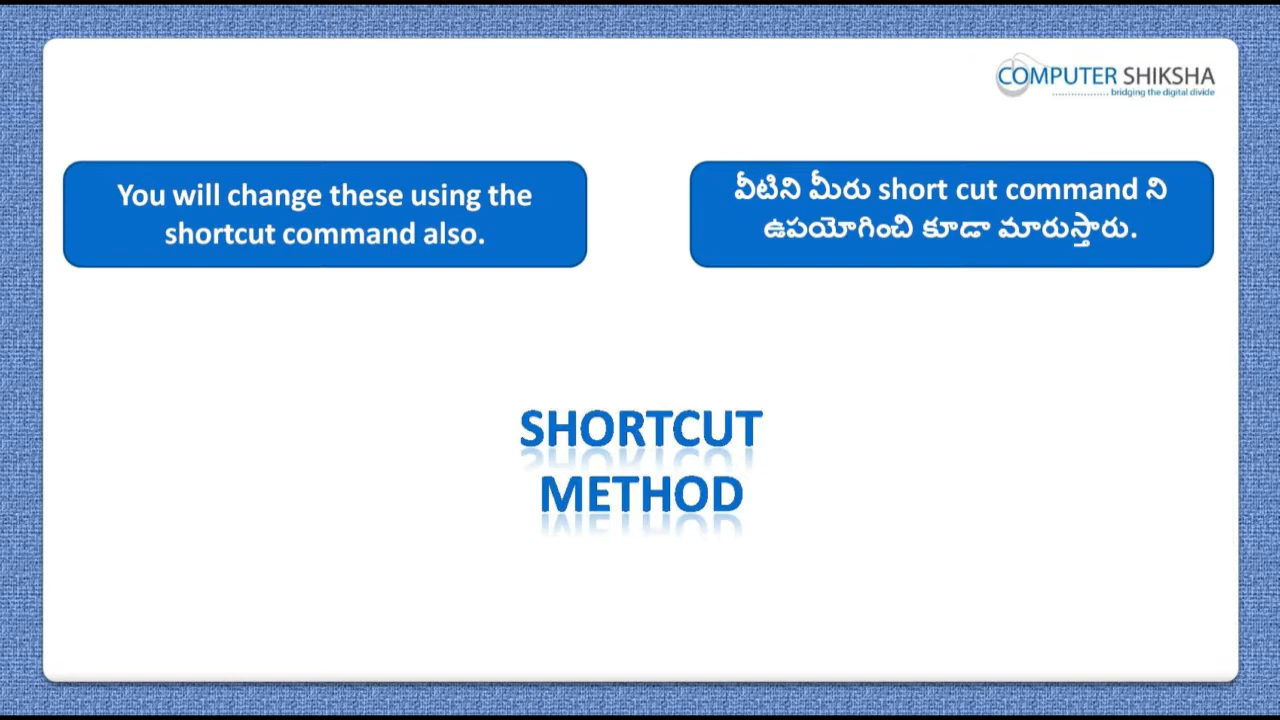 COMPUTER SHIKSHA
.................. bridging the digital divide
You will change these using the
shortcut command also.
వీటిని మీరు short cut command ని
ఉపయోగించి కూడా మారుస్తారు.
SHORTCUT
METHOD